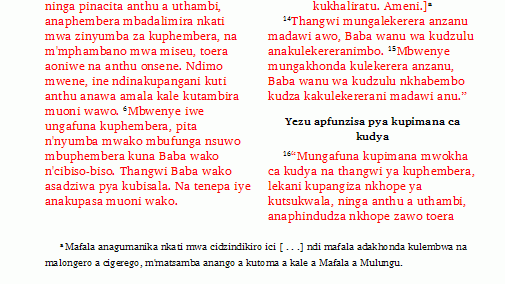 ninga pinacita anthu a uthambi,
anaphembera mbadalimira nkati
mwa zinyumba za kuphembera, na
m'mphambano mwa miseu, toera
aoniwe na anthu onsene. Ndimo
mwene, ine ndinakupangani kuti
anthu anawa amala kale kutambira
muoni wawo. ⁶Mbwenye iwe
ungafuna kuphembera, pita
n'nyumba mwako mbufunga nsuwo
mbuphembera kuna Baba wako
n'cibiso-biso. Thangwi Baba wako
asadziwa pya kubisala. Na tenepa iye
anakupasa muoni wako.
kukhaliratu. Ameni.]ᵃ
¹⁴Thangwi mungalekerera anzanu
madawi awo, Baba wanu wa kudzulu
anakulekereranimbo. ¹⁵Mbwenye
mungakhonda kulekerera anzanu,
Baba wanu wa kudzulu nkhabembo
kudza kakulekererani madawi anu.”
Yezu apfunzisa pya kupimana ca
kudya
¹⁶“Mungafuna kupimana mwokha
ca kudya na thangwi ya kuphembera,
lekani kupangiza nkhope ya
kutsukwala, ninga anthu a uthambi,
anaphindudza nkhope zawo toera
ᵃ Mafala anagumanika nkati mwa cidzindikiro ici [ . . .] ndi mafala adakhonda kulembwa na
malongero a cigerego, m'matsamba anango a kutoma a kale a Mafala a Mulungu.